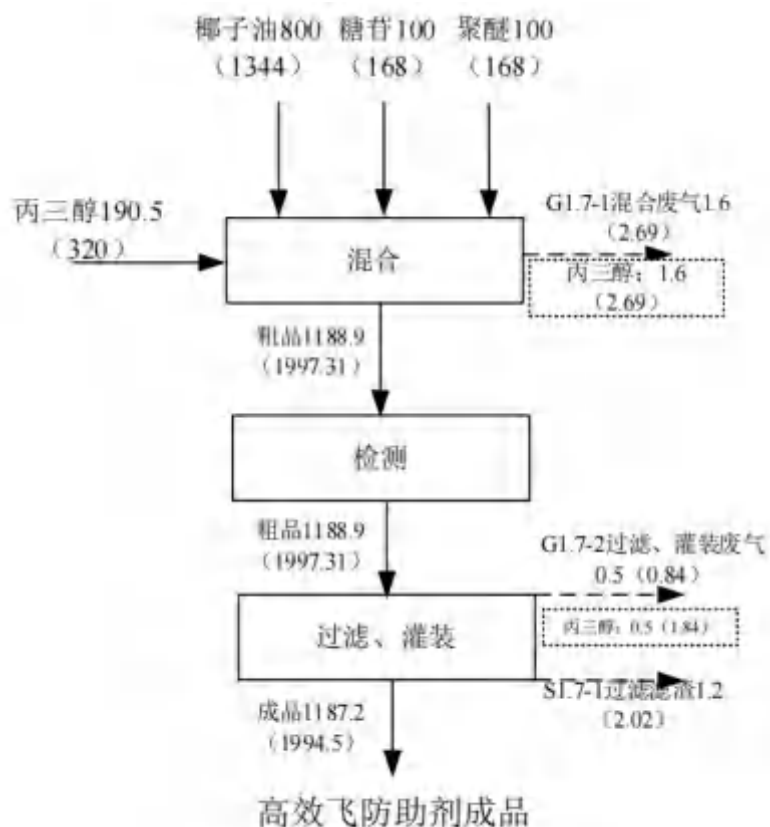 椰子油800 糖苷100 聚醚100
（1344） （168） （168）
丙三醇190.5
（320）
混合
G1.7-1混合废气1.6
（2.69）
丙三醇：1.6
（2.69）
粗品1188.9
（1997.31）
检测
粗品1188.9
（1997.31）
G1.7-2过滤、灌装废气
0.5（0.84）
过滤、灌装
丙三醇：0.5（1.84）
S1.7-1过滤滤渣1.2
（2.02）
成品1187.2
（1994.5）
高效飞防助剂成品